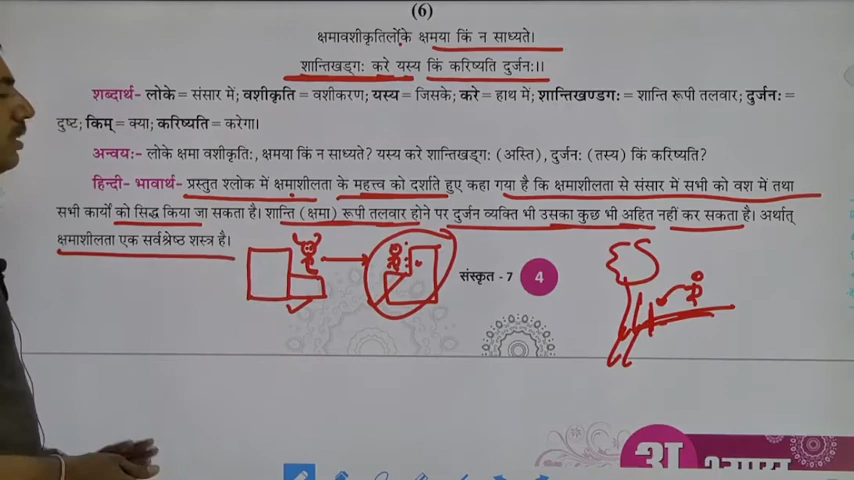 (6)
क्षमावशीकृतिर्लोके क्षमया किं न साध्यते।
शान्तिखड्गः करे यस्य किं करिष्यति दुर्जनः।।
शब्दार्थ- लोके = संसार में; वशीकृति = वशीकरण; यस्य = जिसके; करे = हाथ में; शान्तिखण्डगः = शान्ति रूपी तलवार; दुर्जनः =
दुष्ट; किम् = क्या; करिष्यति = करेगा।
अन्वयः- लोके क्षमा वशीकृतिः, क्षमया किं न साध्यते? यस्य करे शान्तिखड्गः (अस्ति), दुर्जनः (तस्य) किं करिष्यति?
हिन्दी- भावार्थ- प्रस्तुत श्लोक में क्षमाशीलता के महत्त्व को दर्शाते हुए कहा गया है कि क्षमाशीलता से संसार में सभी को वश में तथा
सभी कार्यों को सिद्ध किया जा सकता है। शान्ति (क्षमा) रूपी तलवार होने पर दुर्जन व्यक्ति भी उसका कुछ भी अहित नहीं कर सकता है। अर्थात्
क्षमाशीलता एक सर्वश्रेष्ठ शस्त्र है।
संस्कृत - 7 4